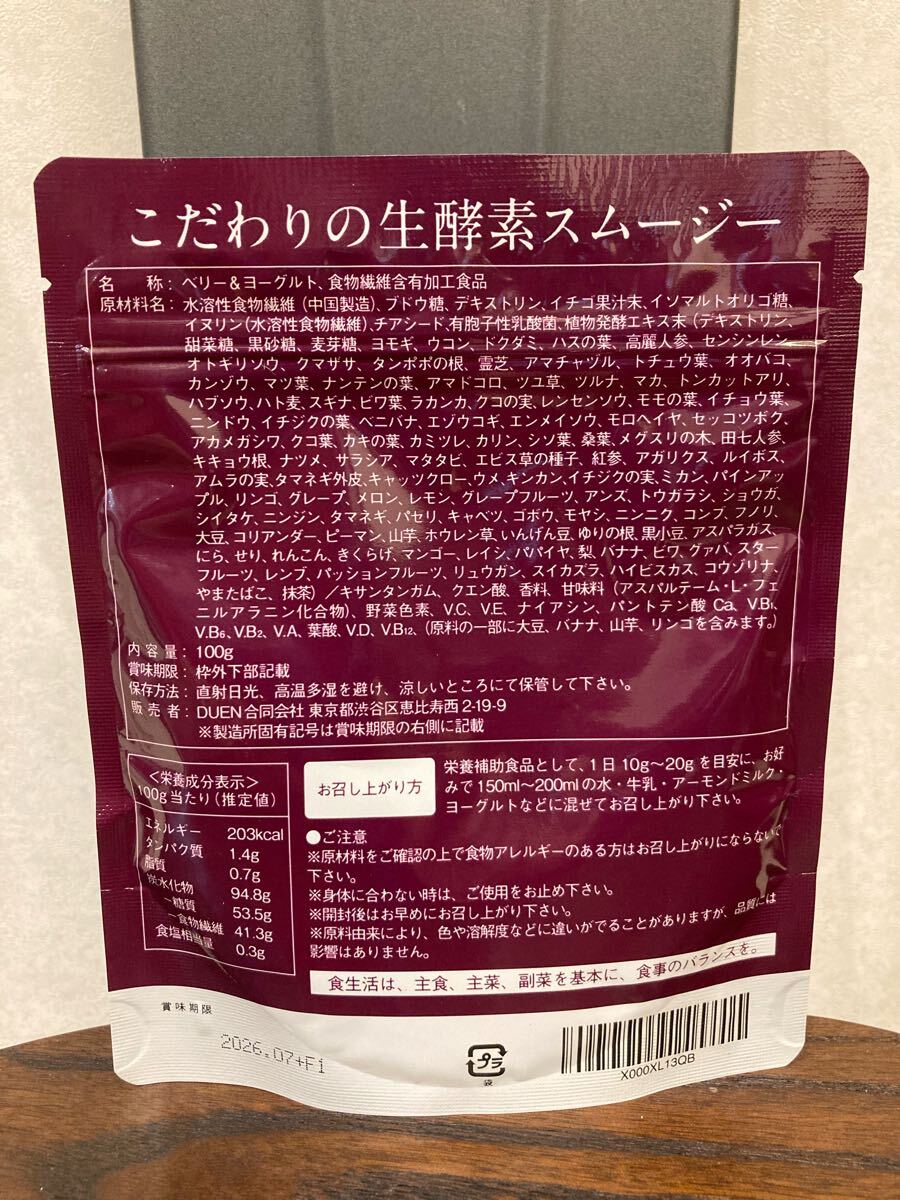 こだわりの生酵素スムージー
名　　称：ベリー＆ヨーグルト、食物繊維含有加工食品
原材料名：水溶性食物繊維（中国製造）、ブドウ糖、デキストリン、イチゴ果汁末、イソマルトオリゴ糖、
イヌリン（水溶性食物繊維）、チアシード、有胞子性乳酸菌、植物発酵エキス末（デキストリン、
甜菜糖、黒砂糖、麦芽糖、ヨモギ、ウコン、ドクダミ、ハスの葉、高麗人参、センシンレン、
オトギリソウ、クマザサ、タンポポの根、霊芝、アマチャヅル、トチュウ葉、オオバコ、
カンゾウ、マツ葉、ナンテンの葉、アマドコロ、ツユ草、ツルナ、マカ、トンカットアリ、
ハブソウ、ハト麦、スギナ、ビワ葉、ラカンカ、クコの実、レンセンソウ、モモの葉、イチョウ葉、
ニンドウ、イチジクの葉、ベニバナ、エゾウコギ、エンメイソウ、モロヘイヤ、セッコツボク、
アカメガシワ、クコ葉、カキの葉、カミツレ、カリン、シソ葉、桑葉、メグスリの木、田七人参、
キキョウ根、ナツメ、サラシア、マタタビ、エビス草の種子、紅参、アガリクス、ルイボス、
アムラの実、タマネギ外皮、キャッツクロー、ウメ、キンカン、イチジクの実、ミカン、パインアッ
プル、リンゴ、グレープ、メロン、レモン、グレープフルーツ、アンズ、トウガラシ、ショウガ、
シイタケ、ニンジン、タマネギ、パセリ、キャベツ、ゴボウ、モヤシ、ニンニク、コンブ、フノリ、
大豆、コリアンダー、ピーマン、山芋、ホウレン草、いんげん豆、ゆりの根、黒小豆、アスパラガス、
にら、せり、れんこん、きくらげ、マンゴー、レイシ、パパイヤ、梨、バナナ、ビワ、グァバ、スター
フルーツ、レンブ、パッションフルーツ、リュウガン、スイカズラ、ハイビスカス、コウゾリナ、
やまたばこ、抹茶）／キサンタンガム、クエン酸、香料、甘味料（アスパルテーム・L・フェ
ニルアラニン化合物）、野菜色素、V.C、V.E、ナイアシン、パントテン酸 Ca、V.B₁、
V.B₆、V.B₂、V.A、葉酸、V.D、V.B₁₂、（原料の一部に大豆、バナナ、山芋、リンゴを含みます。）
内 容 量：100g
賞味期限：枠外下部記載
保存方法：直射日光、高温多湿を避け、涼しいところにて保管して下さい。
販 売 者：DUEN合同会社 東京都渋谷区恵比寿西 2-19-9
※製造所固有記号は賞味期限の右側に記載
＜栄養成分表示＞
100g当たり（推定値）
エネルギー 203kcal
タンパク質 1.4g
脂質 0.7g
炭水化物 94.8g
ー糖質 53.5g
ー食物繊維 41.3g
食塩相当量 0.3g
お召し上がり方
栄養補助食品として、1日10g～20gを目安に、お好
みで150ml～200mlの水・牛乳・アーモンドミルク・
ヨーグルトなどに混ぜてお召し上がり下さい。
●ご注意
※原材料をご確認の上で食物アレルギーのある方はお召し上がりにならないで
下さい。
※身体に合わない時は、ご使用をお止め下さい。
※開封後はお早めにお召し上がり下さい。
※原料由来により、色や溶解度などに違いがでることがありますが、品質には
影響はありません。
食生活は、主食、主菜、副菜を基本に、食事のバランスを。
賞味期限
2026.07+F1
プラ
袋
X000XL13QB